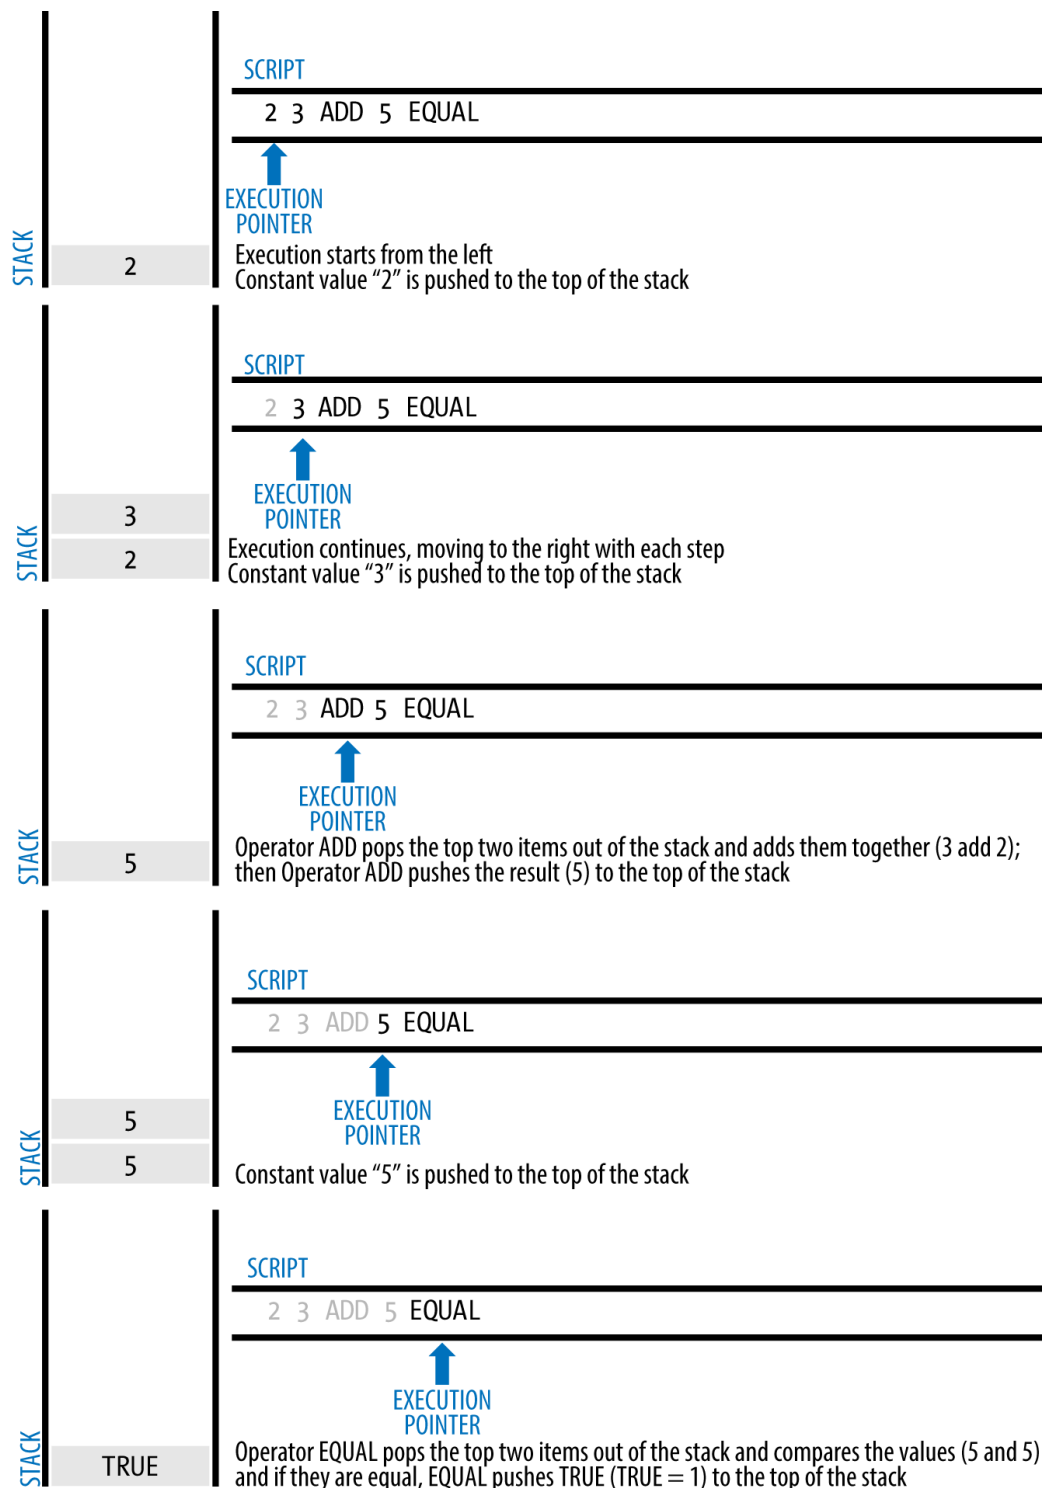 SCRIPT
2 3 ADD 5 EQUAL
EXECUTION
POINTER
STACK
2
Execution starts from the left
Constant value “2” is pushed to the top of the stack
SCRIPT
2 3 ADD 5 EQUAL
EXECUTION
POINTER
STACK
3
2
Execution continues, moving to the right with each step
Constant value “3” is pushed to the top of the stack
SCRIPT
2 3 ADD 5 EQUAL
EXECUTION
POINTER
STACK
5
Operator ADD pops the top two items out of the stack and adds them together (3 add 2);
then Operator ADD pushes the result (5) to the top of the stack
SCRIPT
2 3 ADD 5 EQUAL
EXECUTION
POINTER
STACK
5
5
Constant value “5” is pushed to the top of the stack
SCRIPT
2 3 ADD 5 EQUAL
EXECUTION
POINTER
STACK
TRUE
Operator EQUAL pops the top two items out of the stack and compares the values (5 and 5)
and if they are equal, EQUAL pushes TRUE (TRUE = 1) to the top of the stack